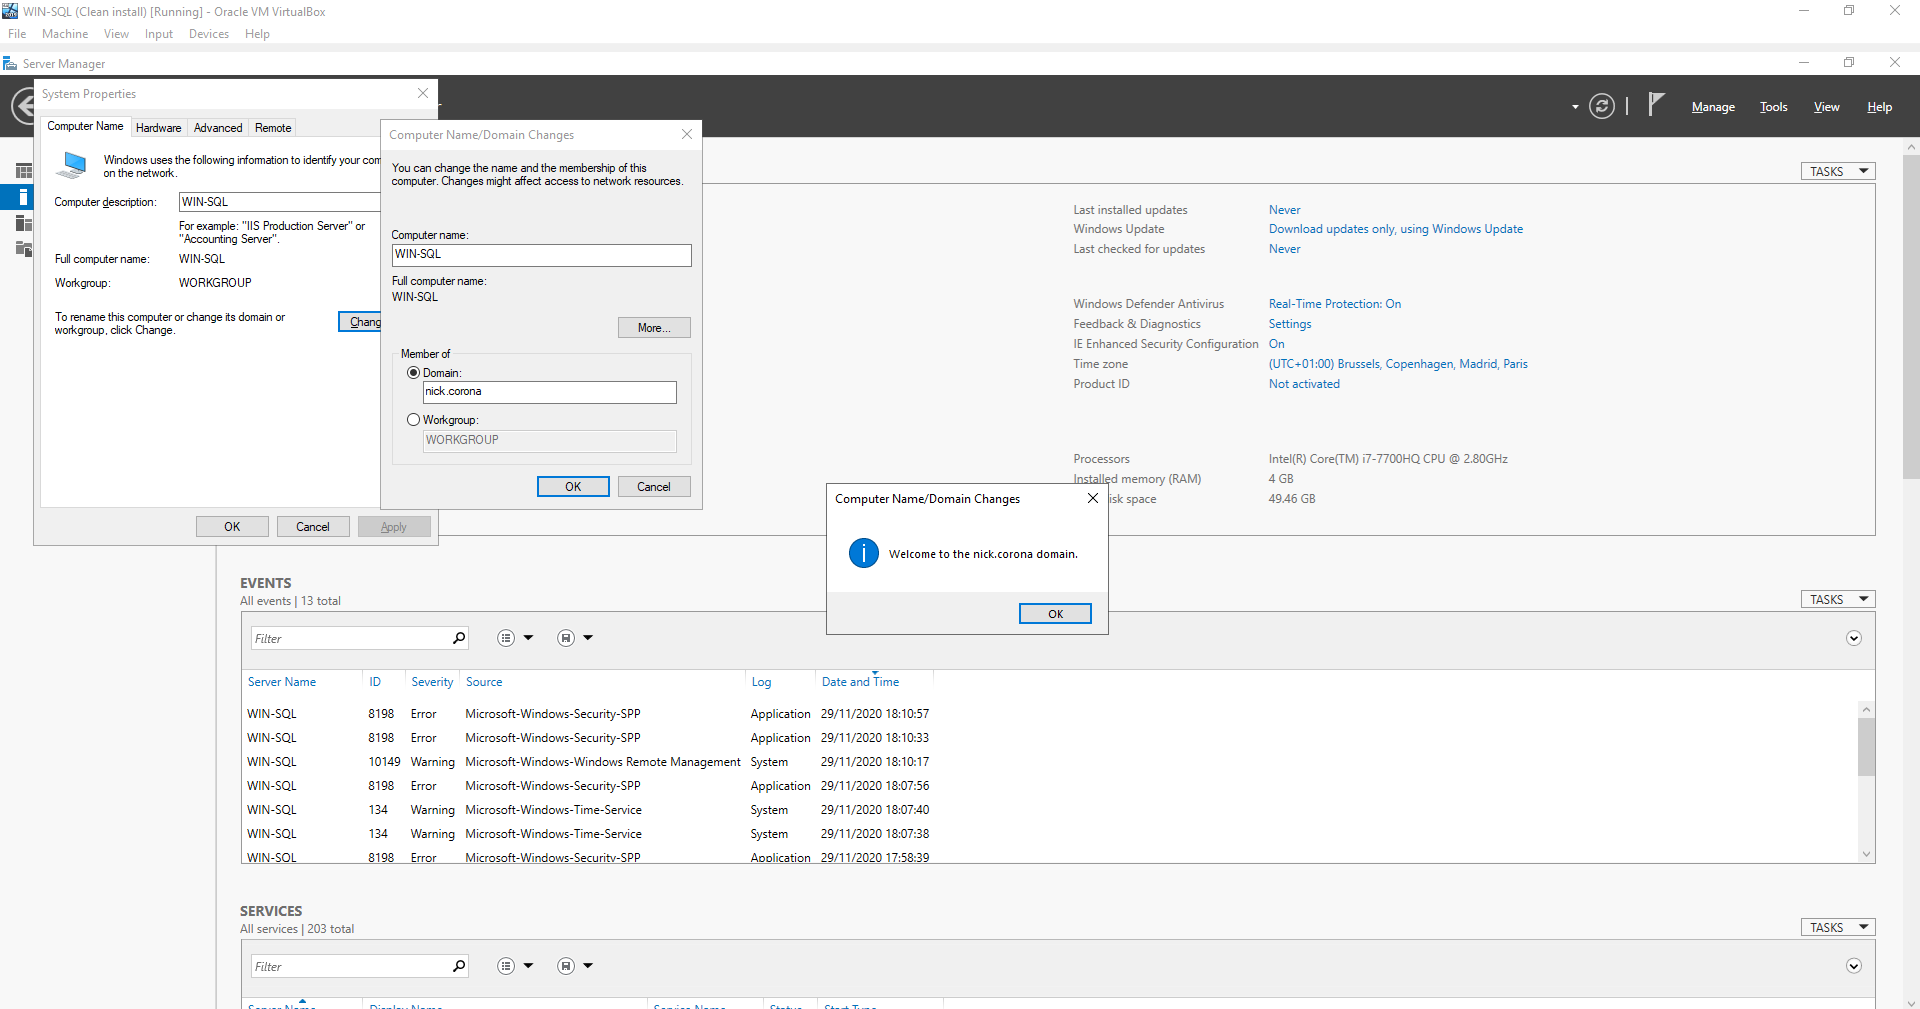 WIN-SQL (Clean install) [Running] - Oracle VM VirtualBox
File Machine View Input Devices Help
Server Manager
Manage Tools View Help
System Properties
Computer Name Hardware Advanced Remote
Windows uses the following information to identify your com
on the network.
Computer description: WIN-SQL
For example: "IIS Production Server" or
"Accounting Server".
Full computer name: WIN-SQL
Workgroup: WORKGROUP
To rename this computer or change its domain or
workgroup, click Change.
Chang
OK Cancel Apply
Computer Name/Domain Changes
You can change the name and the membership of this
computer. Changes might affect access to network resources.
Computer name:
WIN-SQL
Full computer name:
WIN-SQL
More...
Member of
Domain:
nick.corona
Workgroup:
WORKGROUP
OK Cancel
TASKS
Last installed updates Never
Windows Update Download updates only, using Windows Update
Last checked for updates Never
Windows Defender Antivirus Real-Time Protection: On
Feedback & Diagnostics Settings
IE Enhanced Security Configuration On
Time zone (UTC+01:00) Brussels, Copenhagen, Madrid, Paris
Product ID Not activated
Processors Intel(R) Core(TM) i7-7700HQ CPU @ 2.80GHz
Installed memory (RAM) 4 GB
isk space 49.46 GB
Computer Name/Domain Changes
Welcome to the nick.corona domain.
OK
EVENTS
All events | 13 total
TASKS
Filter
Server Name ID Severity Source Log Date and Time
WIN-SQL 8198 Error Microsoft-Windows-Security-SPP Application 29/11/2020 18:10:57
WIN-SQL 8198 Error Microsoft-Windows-Security-SPP Application 29/11/2020 18:10:33
WIN-SQL 10149 Warning Microsoft-Windows-Windows Remote Management System 29/11/2020 18:10:17
WIN-SQL 8198 Error Microsoft-Windows-Security-SPP Application 29/11/2020 18:07:56
WIN-SQL 134 Warning Microsoft-Windows-Time-Service System 29/11/2020 18:07:40
WIN-SQL 134 Warning Microsoft-Windows-Time-Service System 29/11/2020 18:07:38
WIN-SQL 8198 Error Microsoft-Windows-Security-SPP Application 29/11/2020 17:58:39
SERVICES
All services | 203 total
TASKS
Filter
Server Name Display Name Service Name Status Start Type